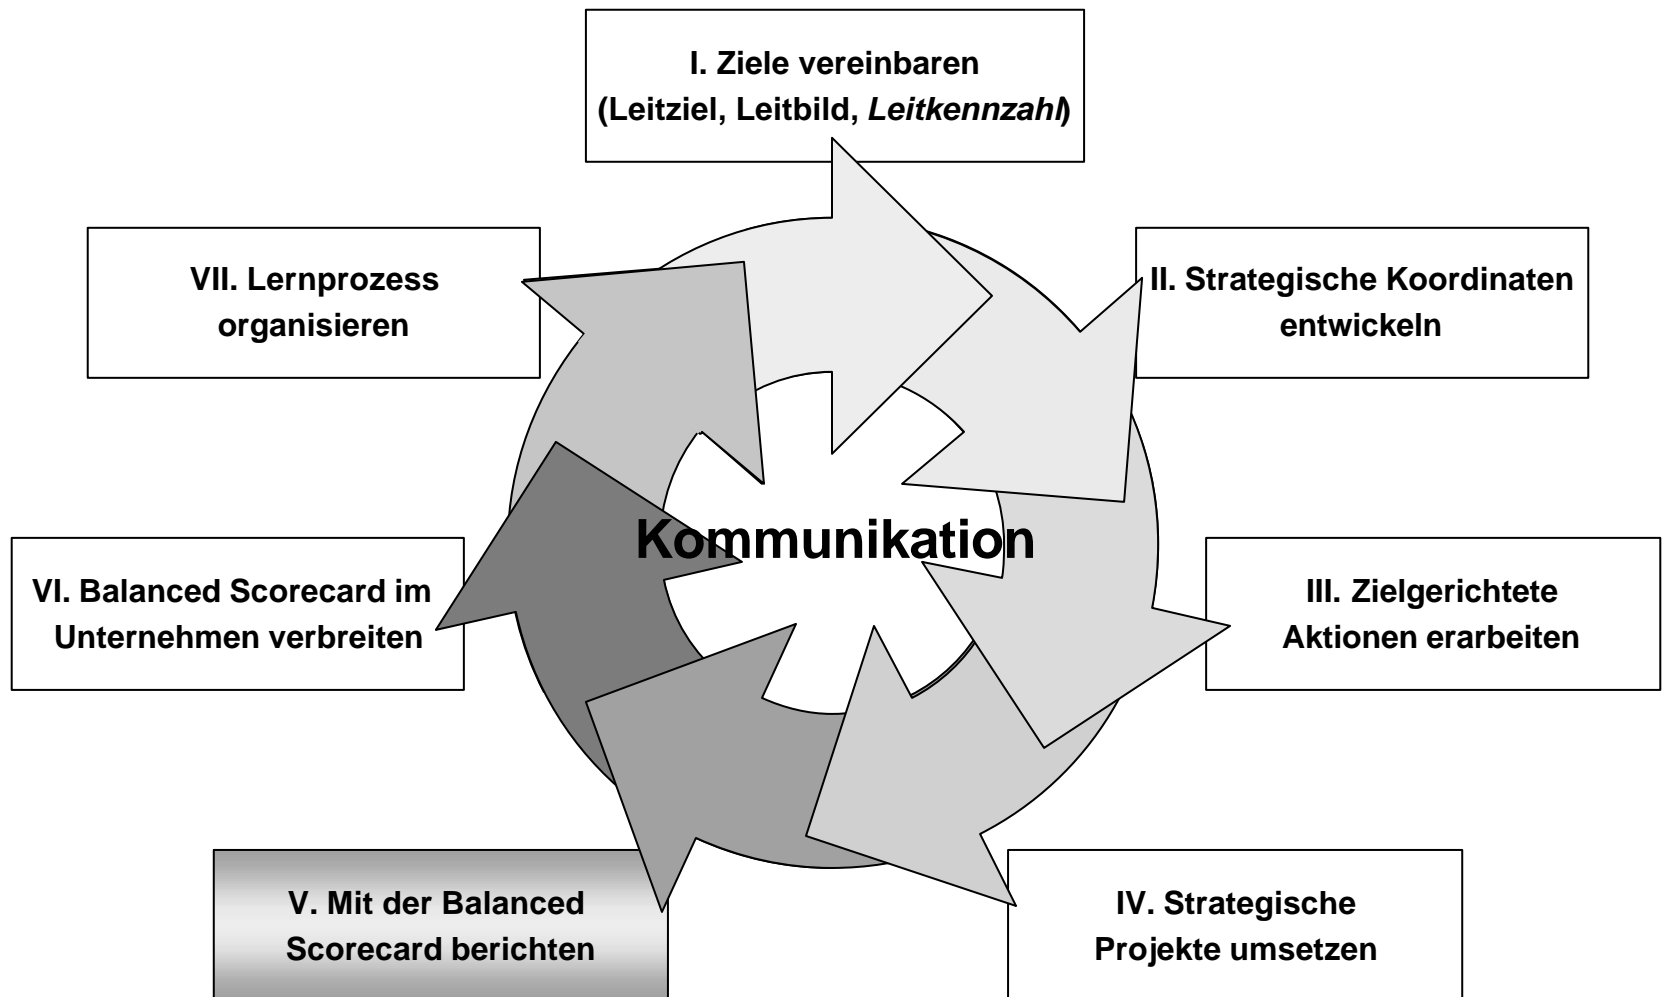 I. Ziele vereinbaren
(Leitziel, Leitbild, Leitkennzahl)
II. Strategische Koordinaten
entwickeln
III. Zielgerichtete
Aktionen erarbeiten
IV. Strategische
Projekte umsetzen
V. Mit der Balanced
Scorecard berichten
VI. Balanced Scorecard im
Unternehmen verbreiten
VII. Lernprozess
organisieren
Kommunikation